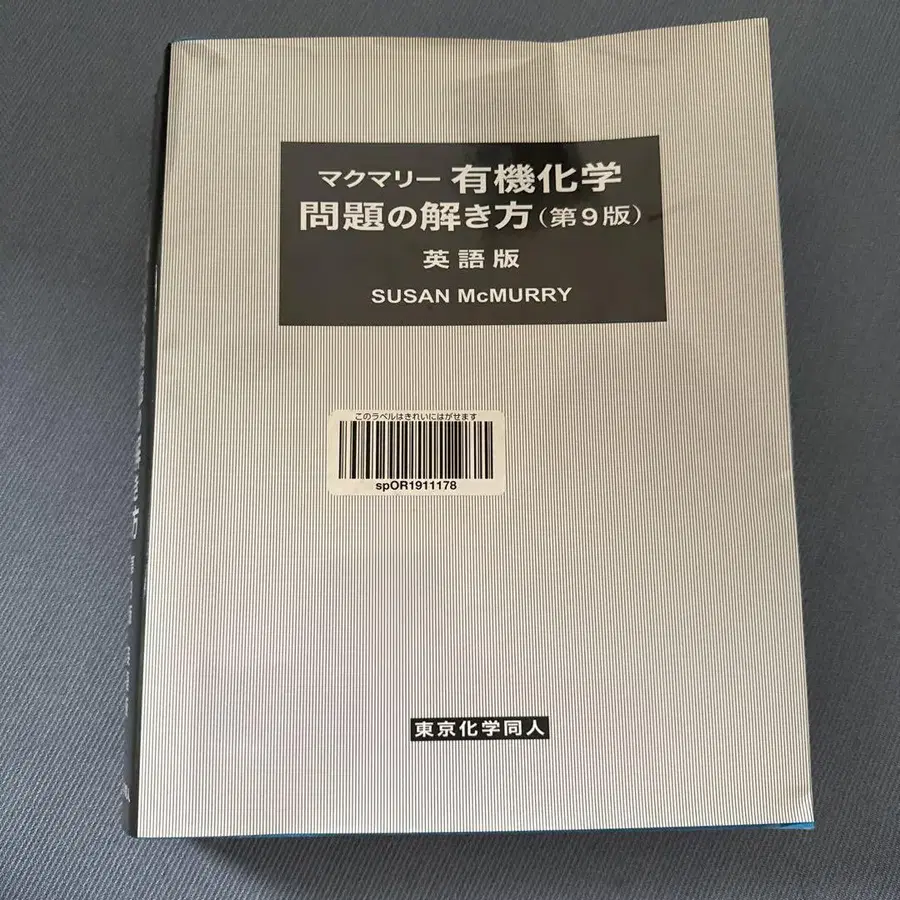 マクマリー 有機化学
問題の解き方(第9版)
英語版
SUSAN McMURRY
このラベルはきれいにはがせます
spOR1911178
東京化学同人